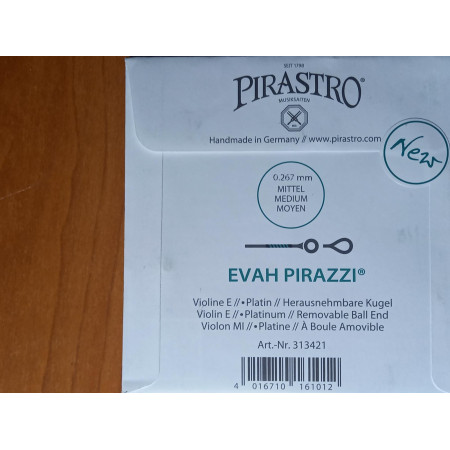 SEIT 1798
PIRASTRO
MUSIKSAITEN
Handmade in Germany // www.pirastro.com
New
0.267 mm
MITTEL
MEDIUM
MOYEN
EVAH PIRAZZI®
Violine E //•Platin // Herausnehmbare Kugel
Violin E //•Platinum // Removable Ball End
Violon MI //•Platine // À Boule Amovible
Art.-Nr. 313421
4 016710 161012